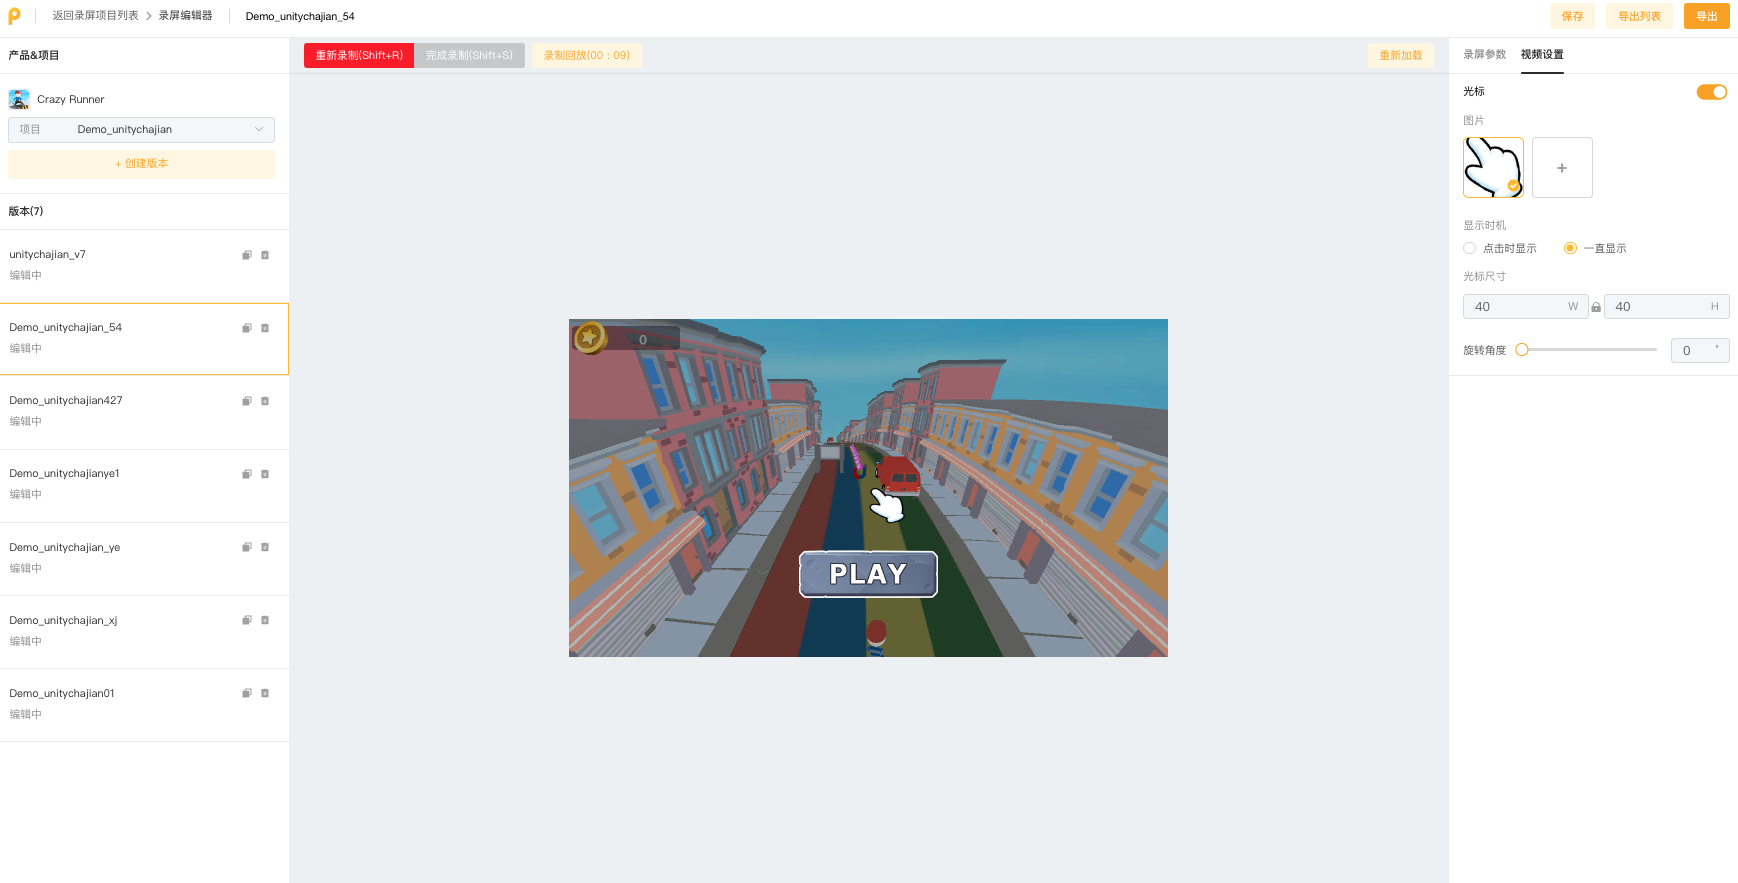 返回录屏项目列表 > 录屏编辑器 Demo_unitychajian_54
保存 导出列表 导出
产品&项目
Crazy Runner
项目 Demo_unitychajian
+ 创建版本
版本(7)
unitychajian_v7
编辑中
Demo_unitychajian_54
编辑中
Demo_unitychajian427
编辑中
Demo_unitychajianye1
编辑中
Demo_unitychajian_ye
编辑中
Demo_unitychajian_xj
编辑中
Demo_unitychajian01
编辑中
重新录制(Shift+R) 完成录制(Shift+S) 录制回放(00：09) 重新加载
0
PLAY
录屏参数 视频设置
光标
图片
+
显示时机
点击时显示 一直显示
光标尺寸
40 W 40 H
旋转角度 0 °